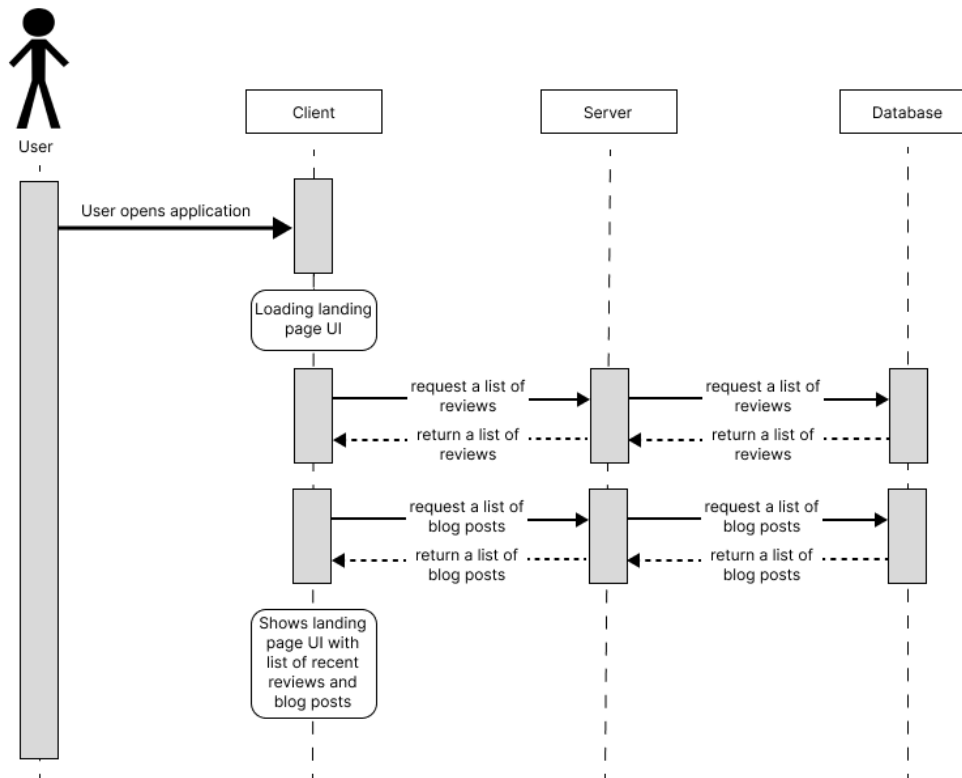 User
Client
Server
Database
User opens application
Loading landing
page UI
request a list of
reviews
request a list of
reviews
return a list of
reviews
return a list of
reviews
request a list of
blog posts
request a list of
blog posts
return a list of
blog posts
return a list of
blog posts
Shows landing
page UI with
list of recent
reviews and
blog posts